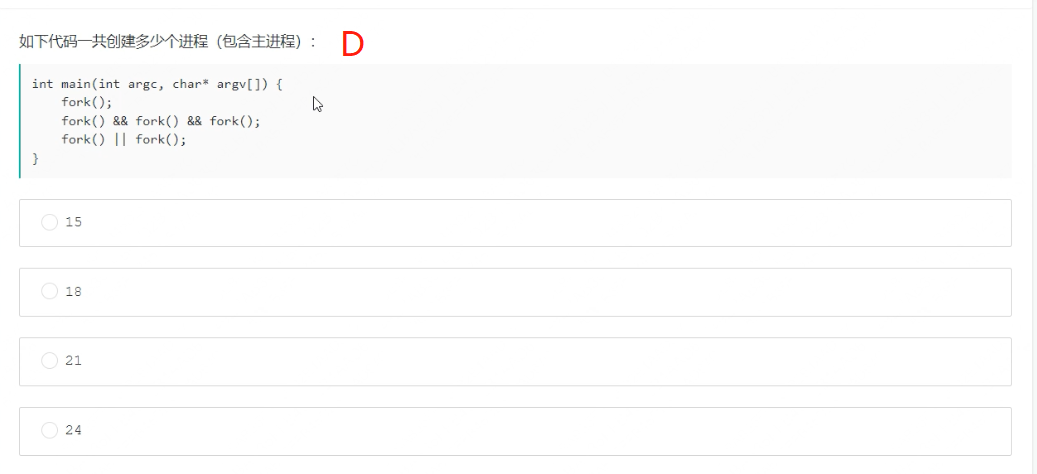 如下代码一共创建多少个进程（包含主进程）： D
int main(int argc, char* argv[]) {
fork();
fork() && fork() && fork();
fork() || fork();
}
15
18
21
24